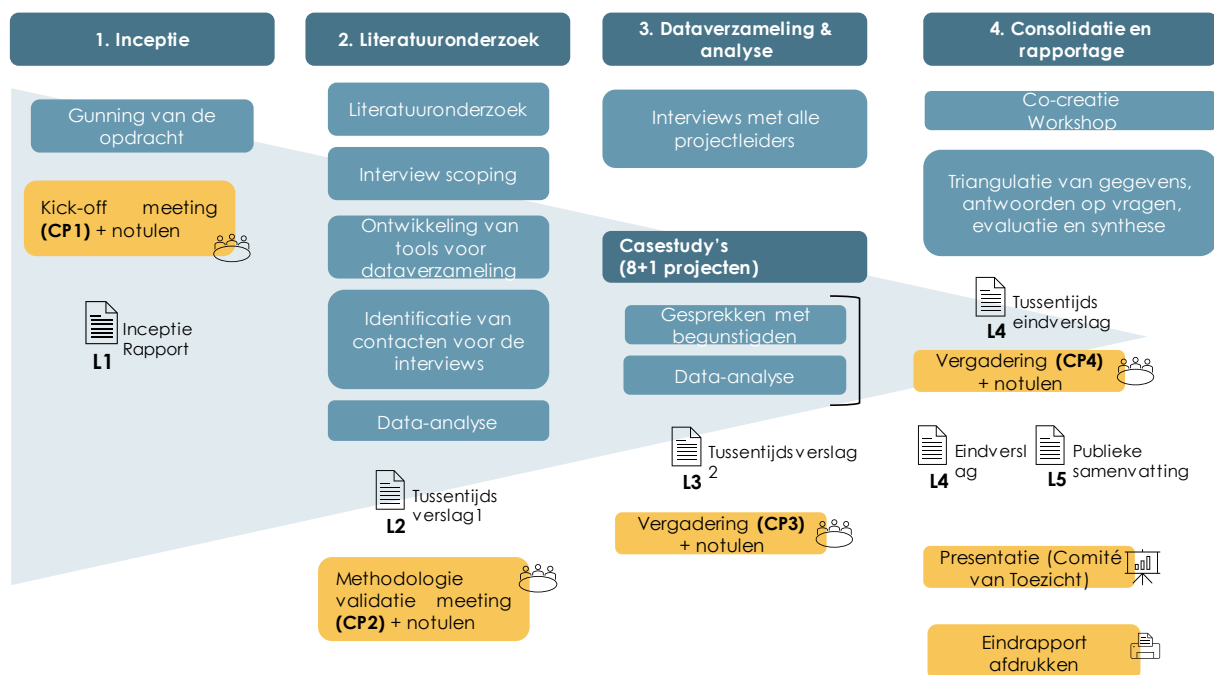 1. Inceptie
Gunning van de
opdracht
Kick-off meeting
(CP1) + notulen
L1
Inceptie
Rapport
2. Literatuuronderzoek
Literatuuronderzoek
Interview scoping
Ontwikkeling van
tools voor
dataverzameling
Identificatie van
contacten voor de
interviews
Data-analyse
L2
Tussentijds
verslag1
Methodologie
validatie meeting
(CP2) + notulen
3. Dataverzameling &
analyse
Interviews met alle
projectleiders
Casestudy's
(8+1 projecten)
Gesprekken met
begunstigden
Data-analyse
L3
Tussentijdsverslag
2
Vergadering (CP3)
+ notulen
4. Consolidatie en
rapportage
Co-creatie
Workshop
Triangulatie van gegevens,
antwoorden op vragen,
evaluatie en synthese
L4
Tussentijds
eindverslag
Vergadering (CP4)
+ notulen
L4
Eindversl
ag
L5
Publieke
samenvatting
Presentatie (Comité
van Toezicht)
Eindrapport
afdrukken